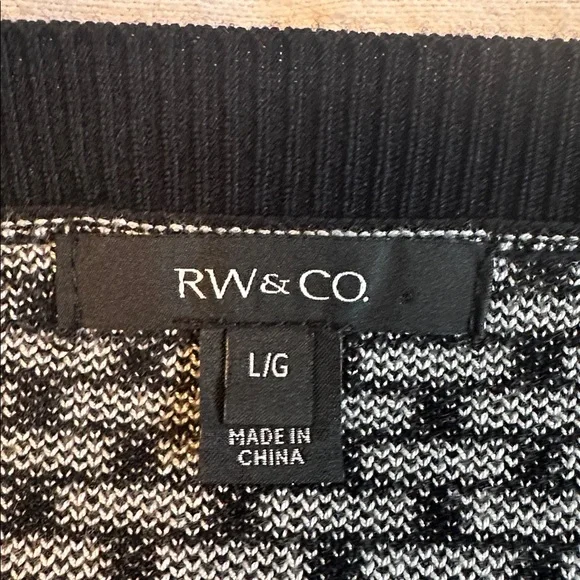 RW & CO.
L/G
MADE IN
CHINA